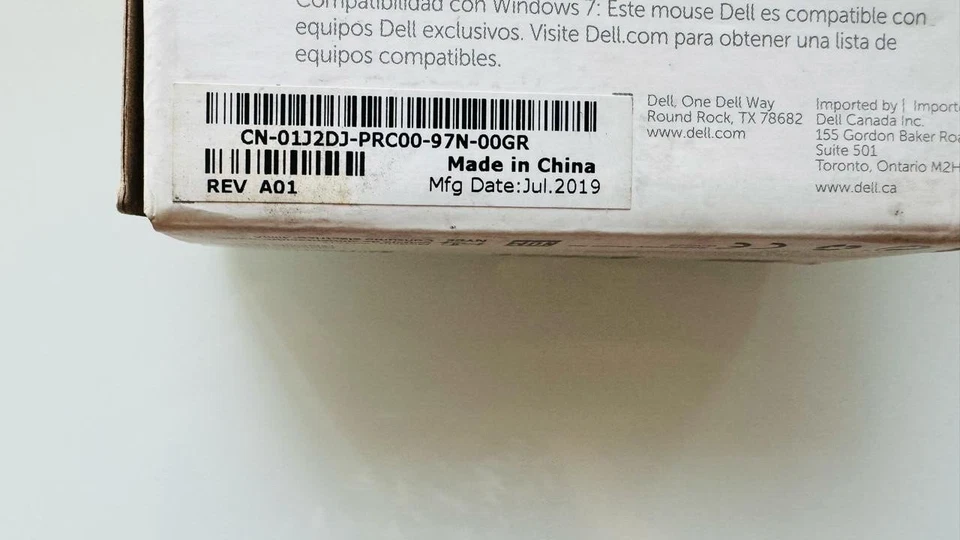 Compatibilidad con Windows 7: Este mouse Dell es compatible con
equipos Dell exclusivos. Visite Dell.com para obtener una lista de
equipos compatibles.
CN-01J2DJ-PRC00-97N-00GR
Made in China
REV A01
Mfg Date:Jul.2019
Dell, One Dell Way
Round Rock, TX 78682
www.dell.com
Imported by | Import
Dell Canada Inc.
155 Gordon Baker Roa
Suite 501
Toronto, Ontario M2H
www.dell.ca